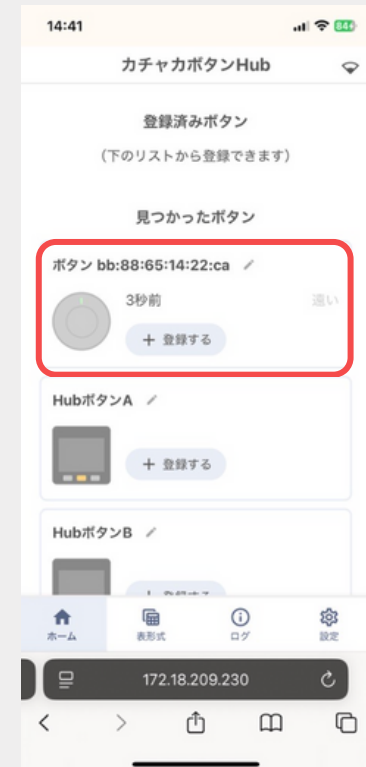 14:41
84
カチャカボタンHub
登録済みボタン
（下のリストから登録できます）
見つかったボタン
ボタン bb:88:65:14:22:ca
3秒前
遠い
+ 登録する
HubボタンA
+ 登録する
HubボタンB
+ 登録する
ホーム
表形式
ログ
設定
172.18.209.230